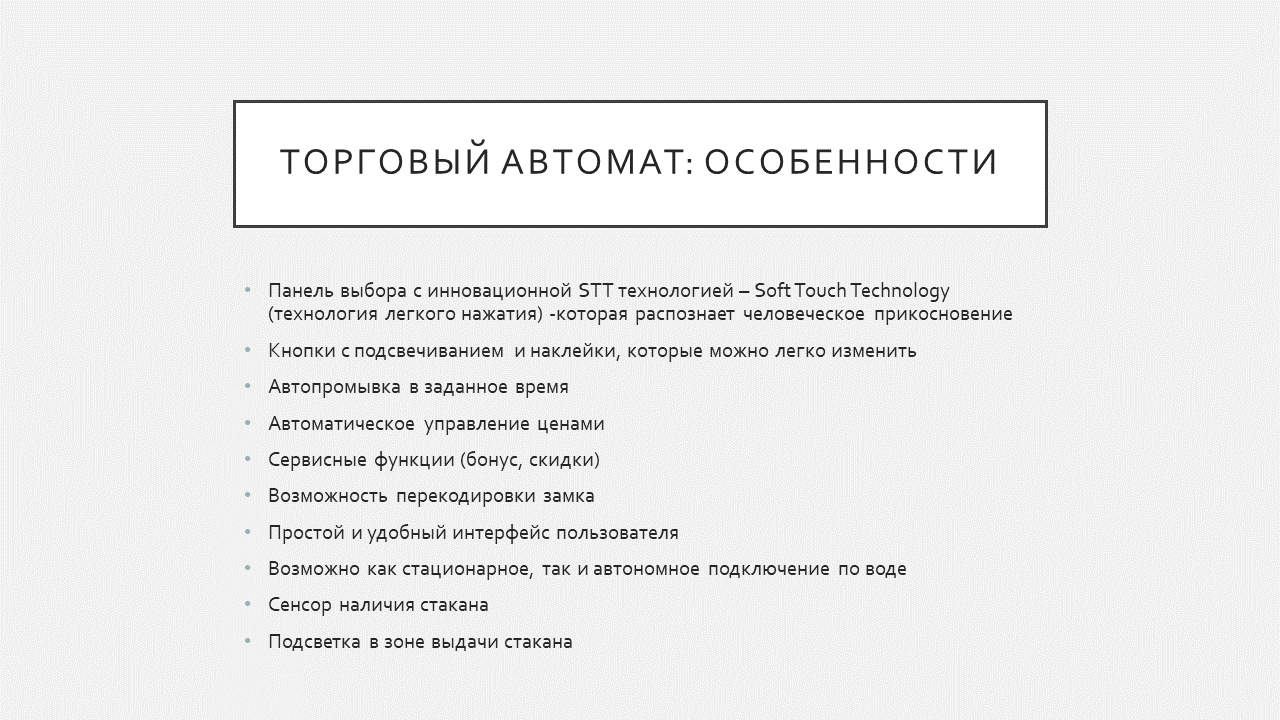 ТОРГОВЫЙ АВТОМАТ: ОСОБЕННОСТИ
• Панель выбора с инновационной STT технологией – Soft Touch Technology
(технология легкого нажатия) -которая распознает человеческое прикосновение
• Кнопки с подсвечиванием и наклейки, которые можно легко изменить
• Автопромывка в заданное время
• Автоматическое управление ценами
• Сервисные функции (бонус, скидки)
• Возможность перекодировки замка
• Простой и удобный интерфейс пользователя
• Возможно как стационарное, так и автономное подключение по воде
• Сенсор наличия стакана
• Подсветка в зоне выдачи стакана